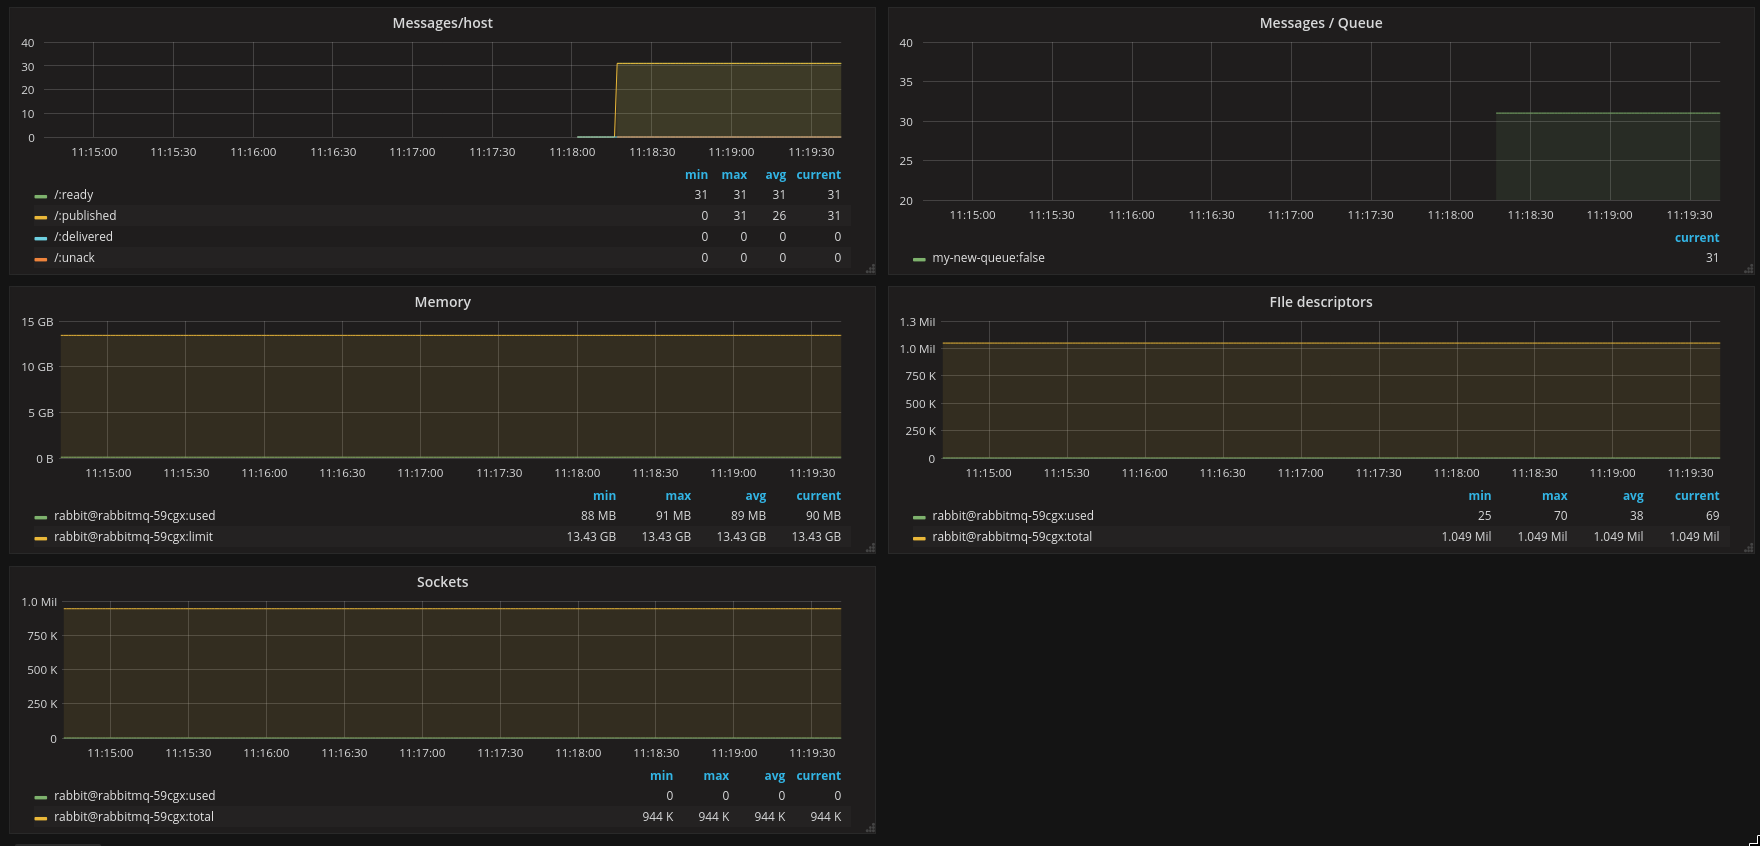 Messages/host
40
30
20
10
0
11:15:00 11:15:30 11:16:00 11:16:30 11:17:00 11:17:30 11:18:00 11:18:30 11:19:00 11:19:30
min max avg current
/:ready 31 31 31 31
/:published 0 31 26 31
/:delivered 0 0 0 0
/:unack 0 0 0 0
Messages / Queue
40
35
30
25
20
11:15:00 11:15:30 11:16:00 11:16:30 11:17:00 11:17:30 11:18:00 11:18:30 11:19:00 11:19:30
current
my-new-queue:false 31
Memory
15 GB
10 GB
5 GB
0 B
11:15:00 11:15:30 11:16:00 11:16:30 11:17:00 11:17:30 11:18:00 11:18:30 11:19:00 11:19:30
min max avg current
rabbit@rabbitmq-59cgx:used 88 MB 91 MB 89 MB 90 MB
rabbit@rabbitmq-59cgx:limit 13.43 GB 13.43 GB 13.43 GB 13.43 GB
FIle descriptors
1.3 Mil
1.0 Mil
750 K
500 K
250 K
0
11:15:00 11:15:30 11:16:00 11:16:30 11:17:00 11:17:30 11:18:00 11:18:30 11:19:00 11:19:30
min max avg current
rabbit@rabbitmq-59cgx:used 25 70 38 69
rabbit@rabbitmq-59cgx:total 1.049 Mil 1.049 Mil 1.049 Mil 1.049 Mil
Sockets
1.0 Mil
750 K
500 K
250 K
0
11:15:00 11:15:30 11:16:00 11:16:30 11:17:00 11:17:30 11:18:00 11:18:30 11:19:00 11:19:30
min max avg current
rabbit@rabbitmq-59cgx:used 0 0 0 0
rabbit@rabbitmq-59cgx:total 944 K 944 K 944 K 944 K